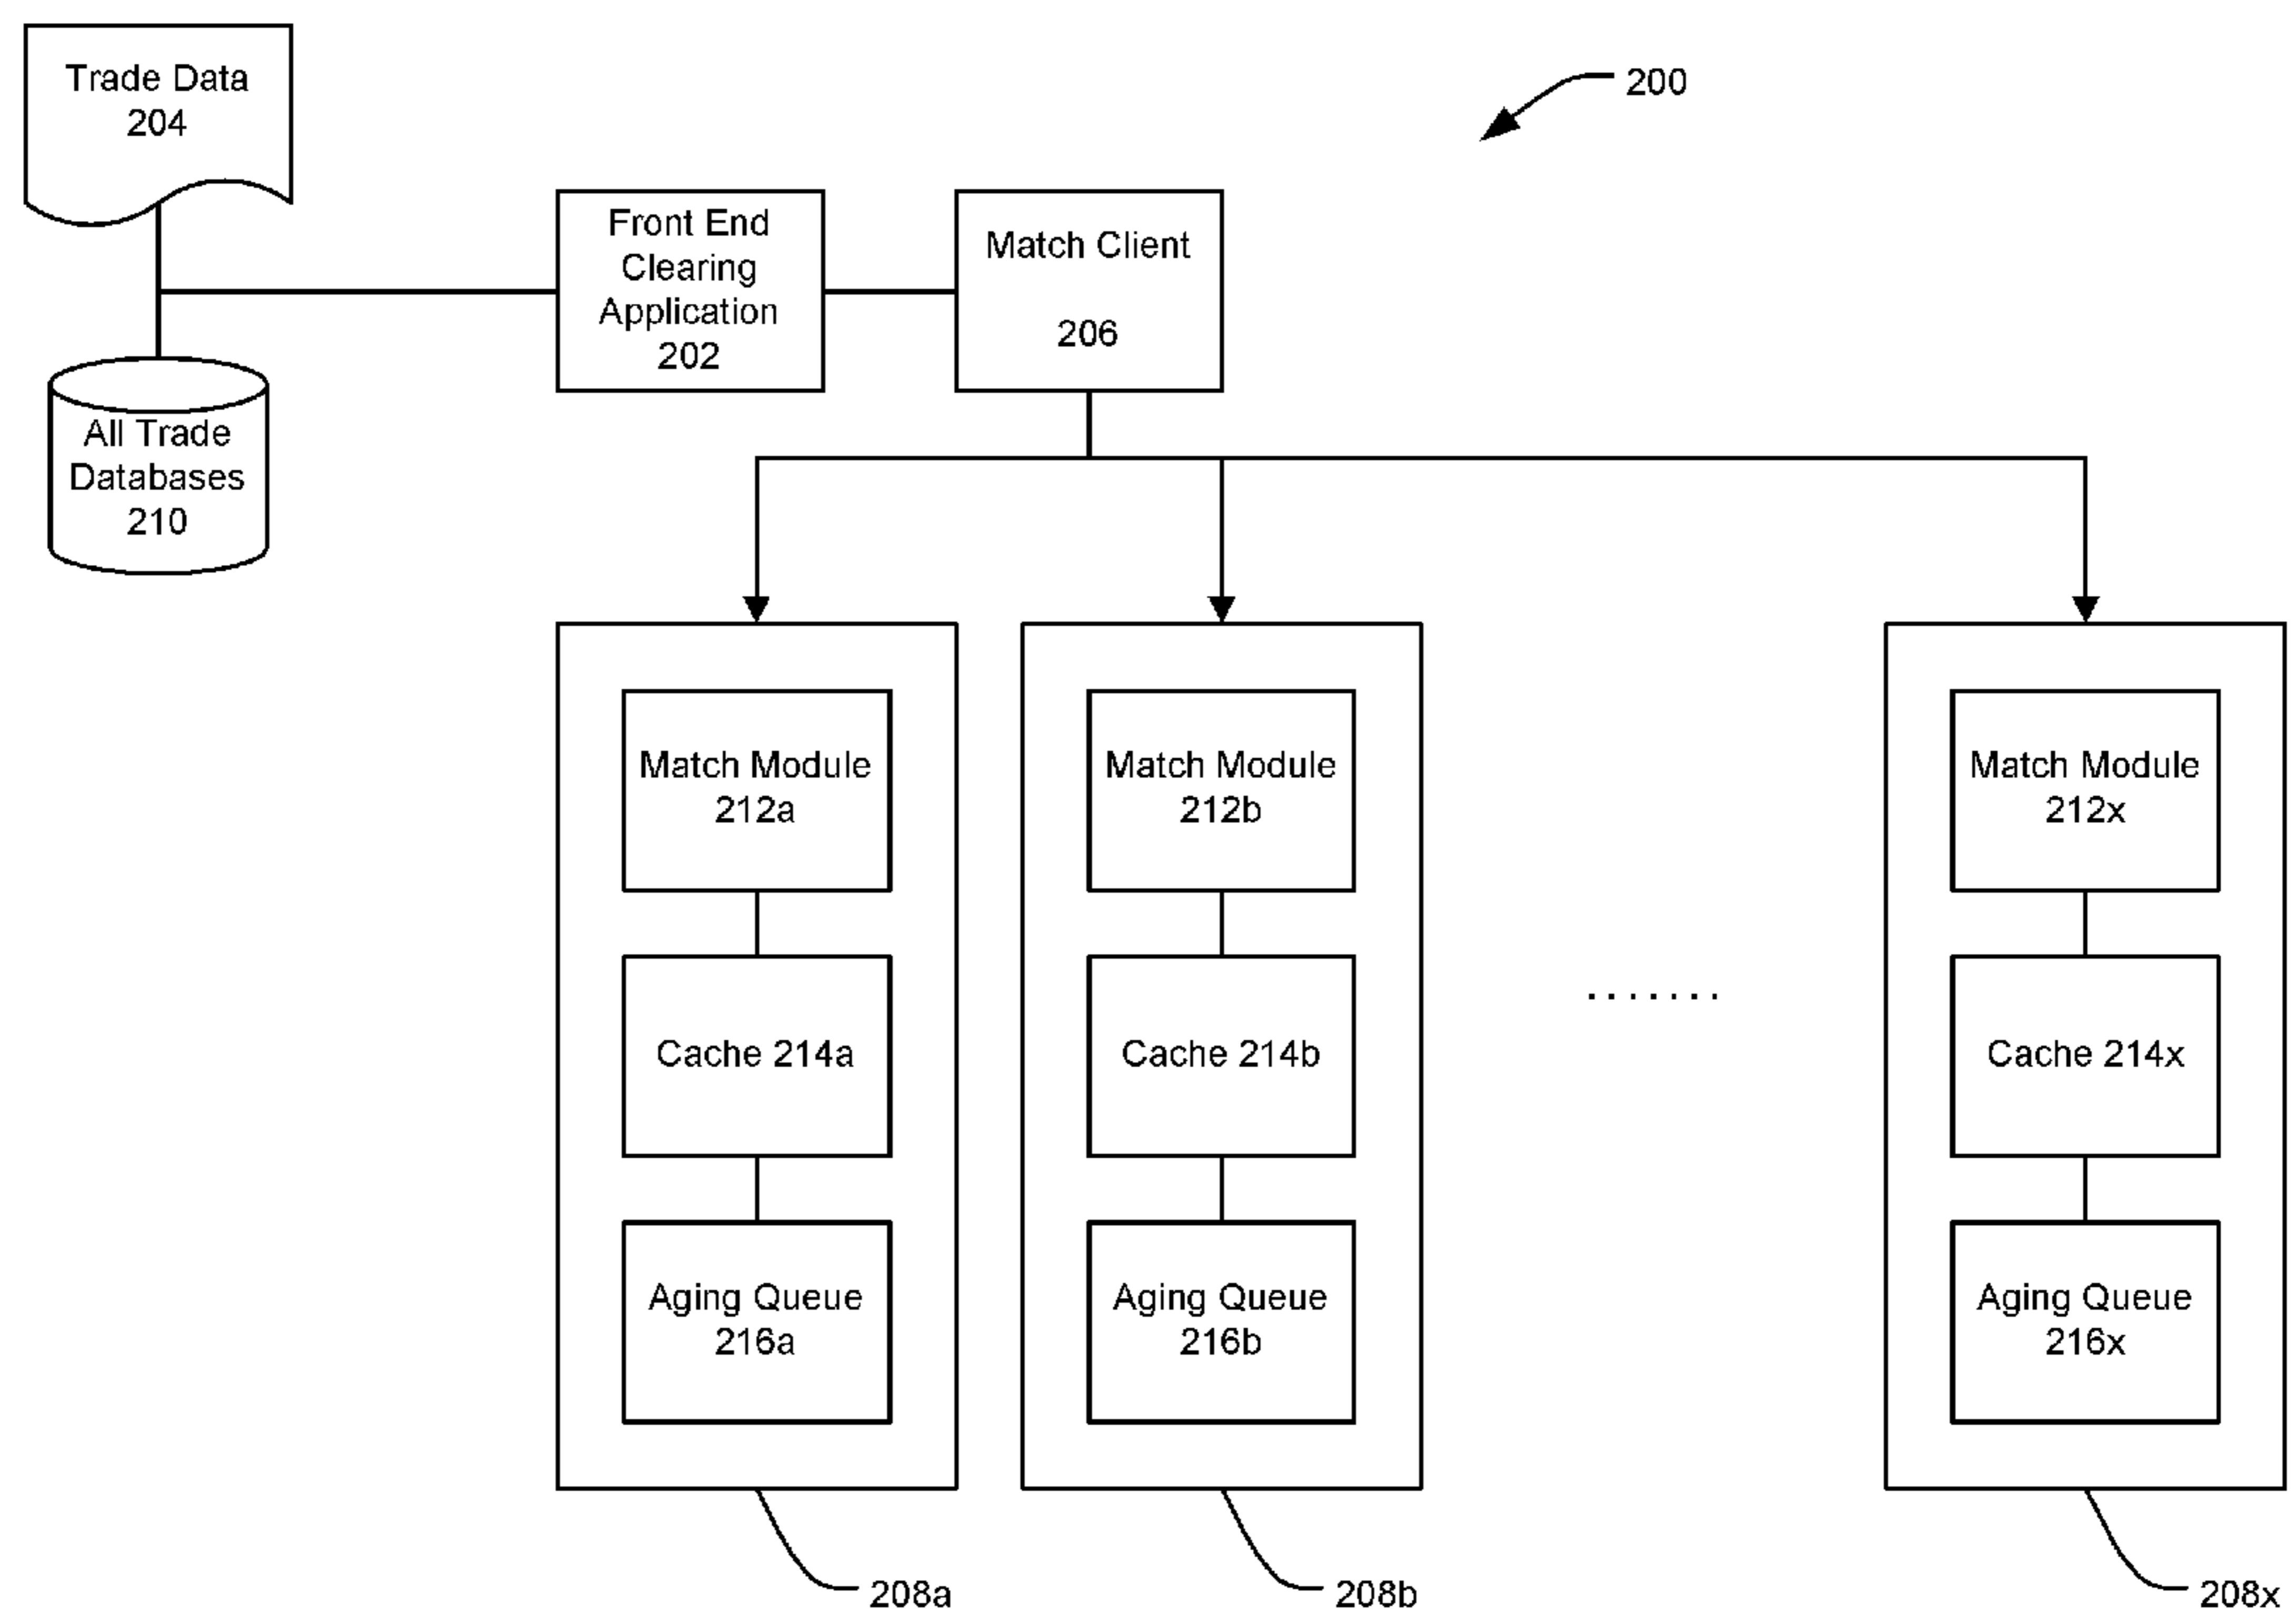 Trade Data
204
200
Front End
Clearing
Application
202
Match Client
206
All Trade
Databases
210
Match Module
212a
Match Module
212b
Match Module
212x
.......
Cache 214a
Cache 214b
Cache 214x
Aging Queue
216a
Aging Queue
216b
Aging Queue
216x
208a
208b
208x